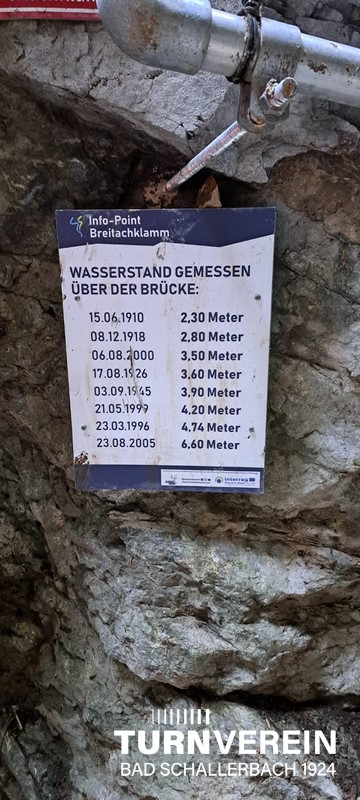 Info-Point
Breitachklamm
WASSERSTAND GEMESSEN
ÜBER DER BRÜCKE:
15.06.1910 2,30 Meter
08.12.1918 2,80 Meter
06.08.2000 3,50 Meter
17.08.1926 3,60 Meter
03.09.1945 3,90 Meter
21.05.1999 4,20 Meter
23.03.1996 4,74 Meter
23.08.2005 6,60 Meter
interreg
TURNVEREIN
BAD SCHALLERBACH 1924